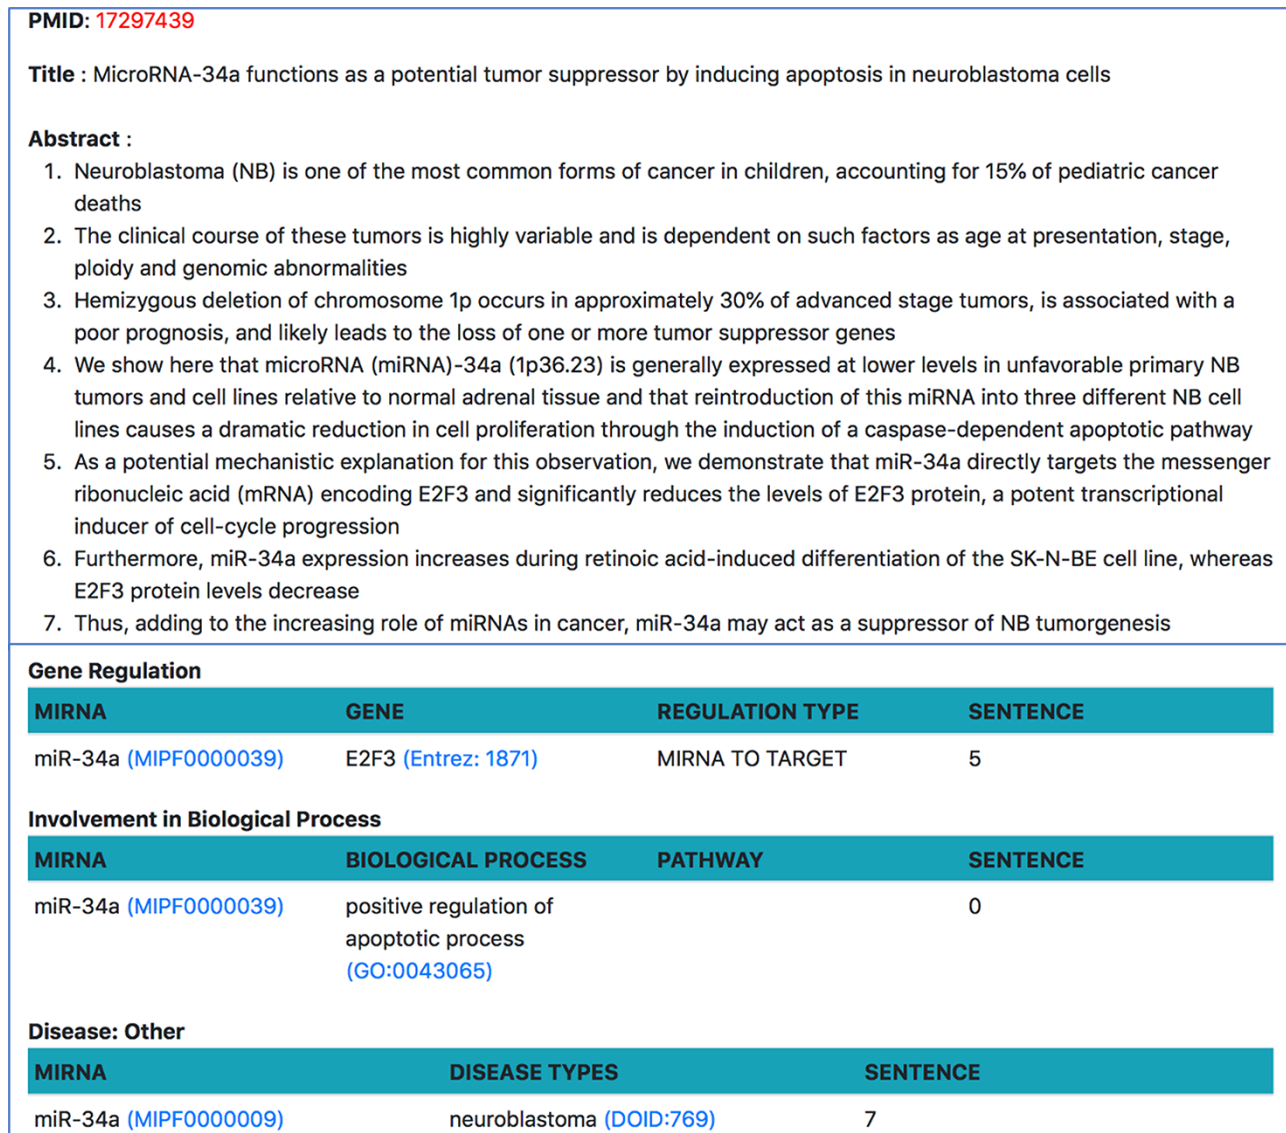 PMID: 17297439
Title : MicroRNA-34a functions as a potential tumor suppressor by inducing apoptosis in neuroblastoma cells
Abstract :
1. Neuroblastoma (NB) is one of the most common forms of cancer in children, accounting for 15% of pediatric cancer
deaths
2. The clinical course of these tumors is highly variable and is dependent on such factors as age at presentation, stage,
ploidy and genomic abnormalities
3. Hemizygous deletion of chromosome 1p occurs in approximately 30% of advanced stage tumors, is associated with a
poor prognosis, and likely leads to the loss of one or more tumor suppressor genes
4. We show here that microRNA (miRNA)-34a (1p36.23) is generally expressed at lower levels in unfavorable primary NB
tumors and cell lines relative to normal adrenal tissue and that reintroduction of this miRNA into three different NB cell
lines causes a dramatic reduction in cell proliferation through the induction of a caspase-dependent apoptotic pathway
5. As a potential mechanistic explanation for this observation, we demonstrate that miR-34a directly targets the messenger
ribonucleic acid (mRNA) encoding E2F3 and significantly reduces the levels of E2F3 protein, a potent transcriptional
inducer of cell-cycle progression
6. Furthermore, miR-34a expression increases during retinoic acid-induced differentiation of the SK-N-BE cell line, whereas
E2F3 protein levels decrease
7. Thus, adding to the increasing role of miRNAs in cancer, miR-34a may act as a suppressor of NB tumorgenesis
Gene Regulation
MIRNA GENE REGULATION TYPE SENTENCE
miR-34a (MIPF0000039) E2F3 (Entrez: 1871) MIRNA TO TARGET 5
Involvement in Biological Process
MIRNA BIOLOGICAL PROCESS PATHWAY SENTENCE
miR-34a (MIPF0000039) positive regulation of 0
apoptotic process
(GO:0043065)
Disease: Other
MIRNA DISEASE TYPES SENTENCE
miR-34a (MIPF0000009) neuroblastoma (DOID:769) 7